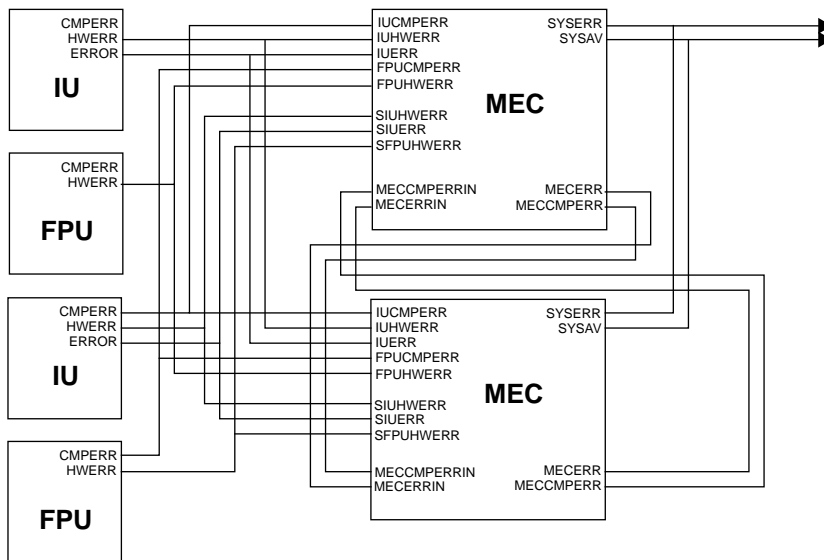 CMPERR
HWERR
ERROR
IU
CMPERR
HWERR
FPU
CMPERR
HWERR
ERROR
IU
CMPERR
HWERR
FPU
IUCMPERR
IUHWERR
IUERR
FPUCMPERR
FPUHWERR
SIUHWERR
SIUERR
SFPUHWERR
MECCMPERRIN
MECERRIN
MEC
SYSERR
SYSAV
MECERR
MECCMPERR
IUCMPERR
IUHWERR
IUERR
FPUCMPERR
FPUHWERR
SIUHWERR
SIUERR
SFPUHWERR
MECCMPERRIN
MECERRIN
MEC
SYSERR
SYSAV
MECERR
MECCMPERR